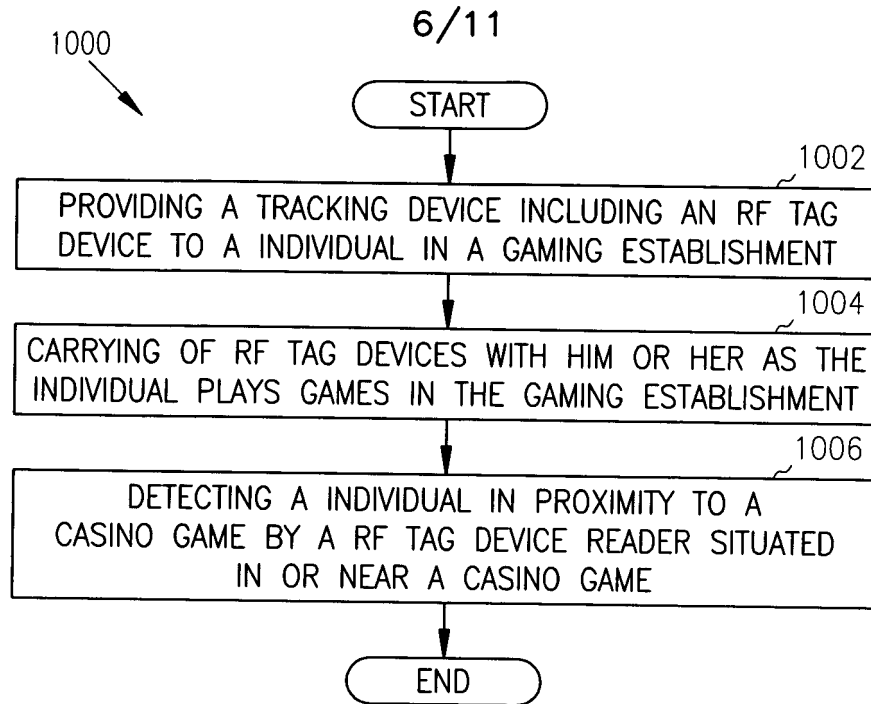 6/11
1000
START
1002
PROVIDING A TRACKING DEVICE INCLUDING AN RF TAG
DEVICE TO A INDIVIDUAL IN A GAMING ESTABLISHMENT
1004
CARRYING OF RF TAG DEVICES WITH HIM OR HER AS THE
INDIVIDUAL PLAYS GAMES IN THE GAMING ESTABLISHMENT
1006
DETECTING A INDIVIDUAL IN PROXIMITY TO A
CASINO GAME BY A RF TAG DEVICE READER SITUATED
IN OR NEAR A CASINO GAME
END